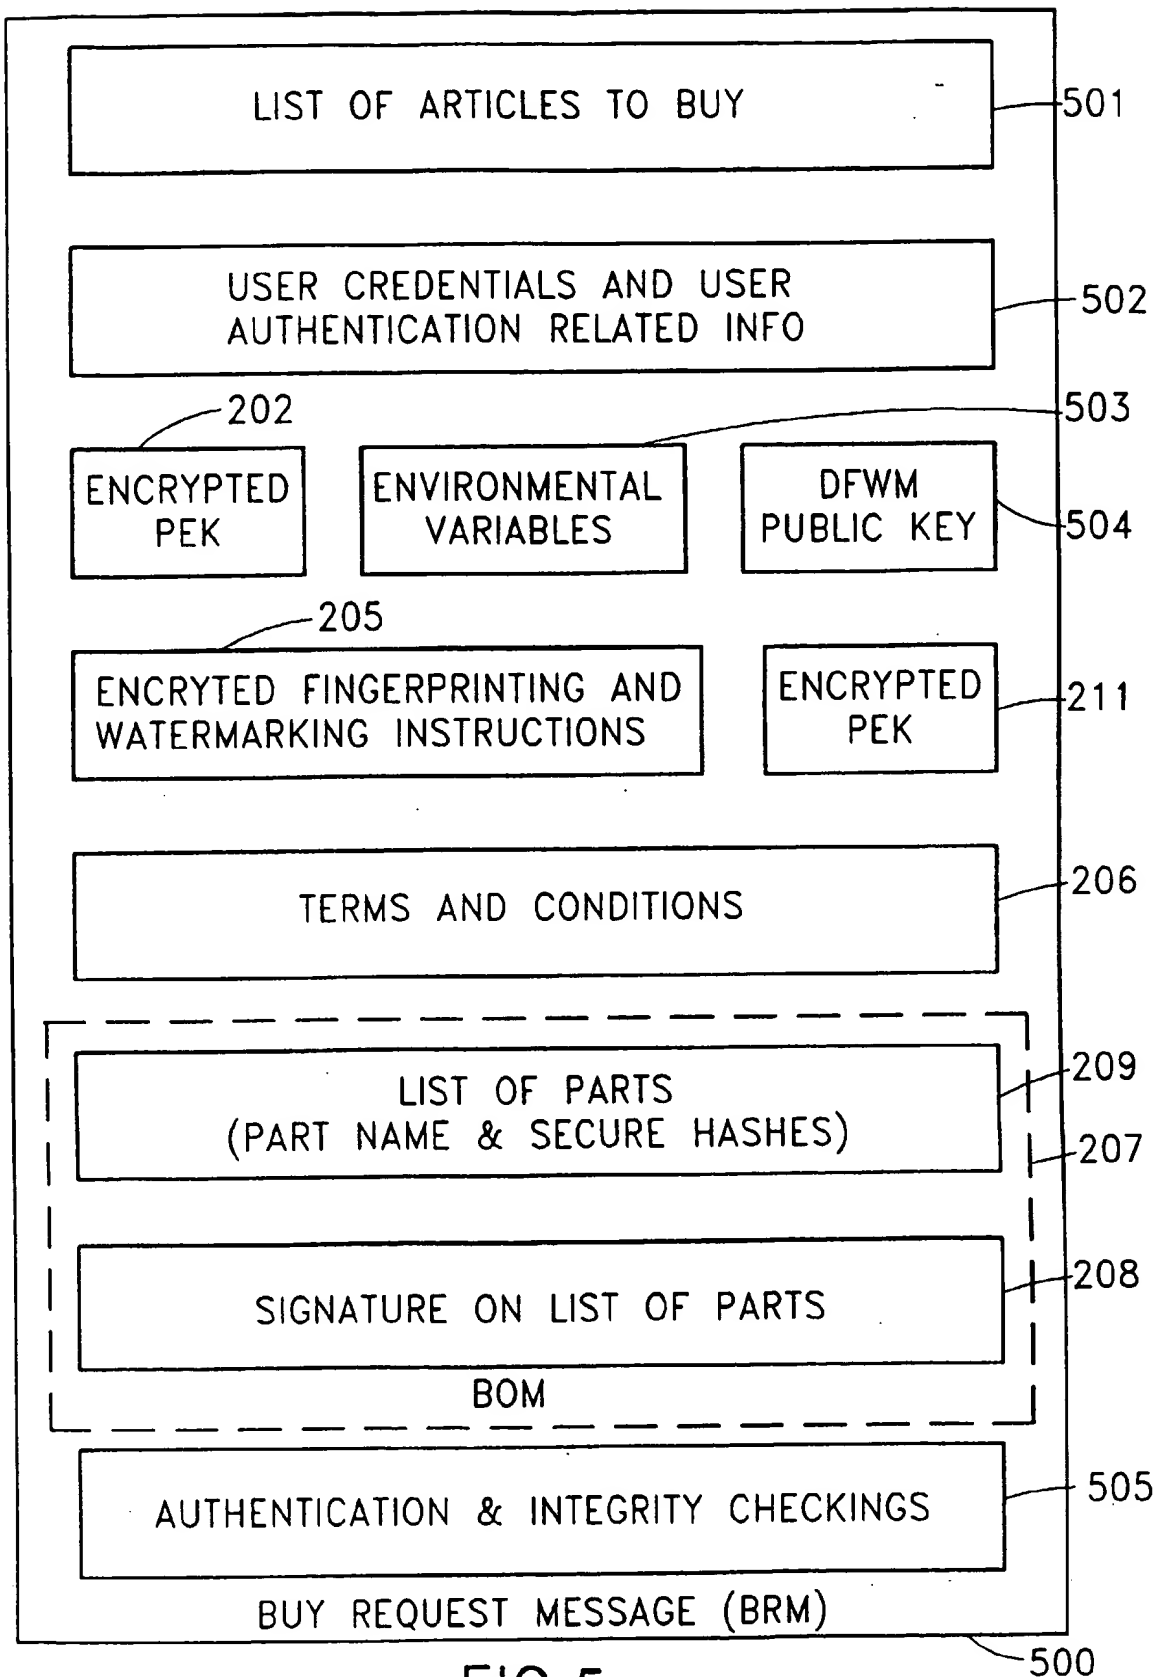 LIST OF ARTICLES TO BUY
501
USER CREDENTIALS AND USER
AUTHENTICATION RELATED INFO
502
202
503
ENCRYPTED
PEK
ENVIRONMENTAL
VARIABLES
DFWM
PUBLIC KEY
504
205
ENCRYTED FINGERPRINTING AND
WATERMARKING INSTRUCTIONS
ENCRYPTED
PEK
211
TERMS AND CONDITIONS
206
LIST OF PARTS
(PART NAME & SECURE HASHES)
209
207
SIGNATURE ON LIST OF PARTS
208
BOM
AUTHENTICATION & INTEGRITY CHECKINGS
505
BUY REQUEST MESSAGE (BRM)
500
FIG.5